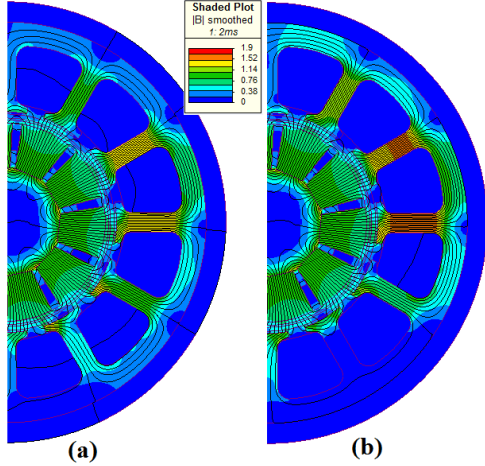 Shaded Plot
|B| smoothed
1: 2ms
1.9
1.52
1.14
0.76
0.38
0
(a)
(b)